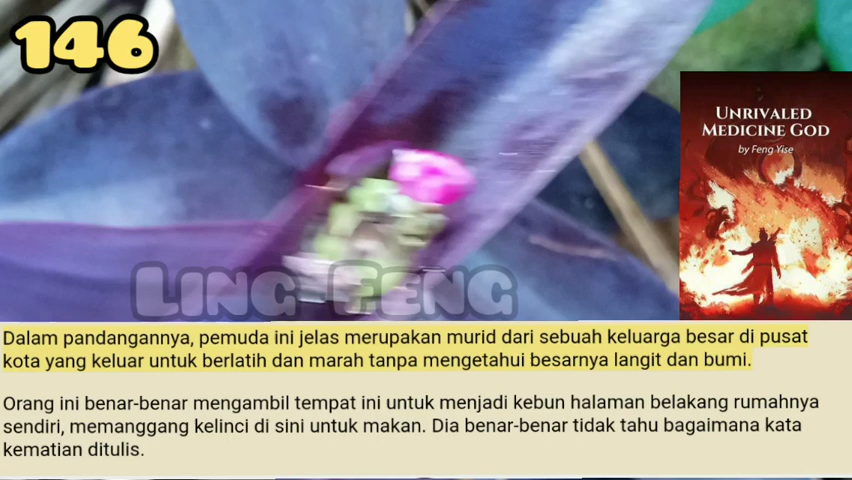 146
UNRIVALED
MEDICINE GOD
by Feng Yise
LING FENG
Dalam pandangannya, pemuda ini jelas merupakan murid dari sebuah keluarga besar di pusat
kota yang keluar untuk berlatih dan marah tanpa mengetahui besarnya langit dan bumi.
Orang ini benar-benar mengambil tempat ini untuk menjadi kebun halaman belakang rumahnya
sendiri, memanggang kelinci di sini untuk makan. Dia benar-benar tidak tahu bagaimana kata
kematian ditulis.